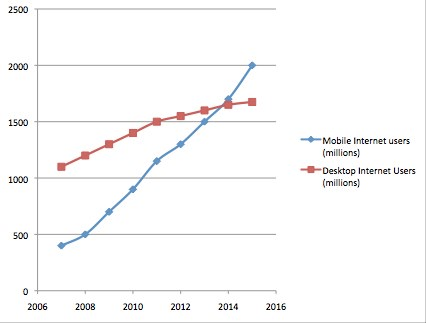 2500
2000
1500
1000
500
0
2006 2008 2010 2012 2014 2016
Mobile Internet users
(millions)
Desktop Internet Users
(millions)